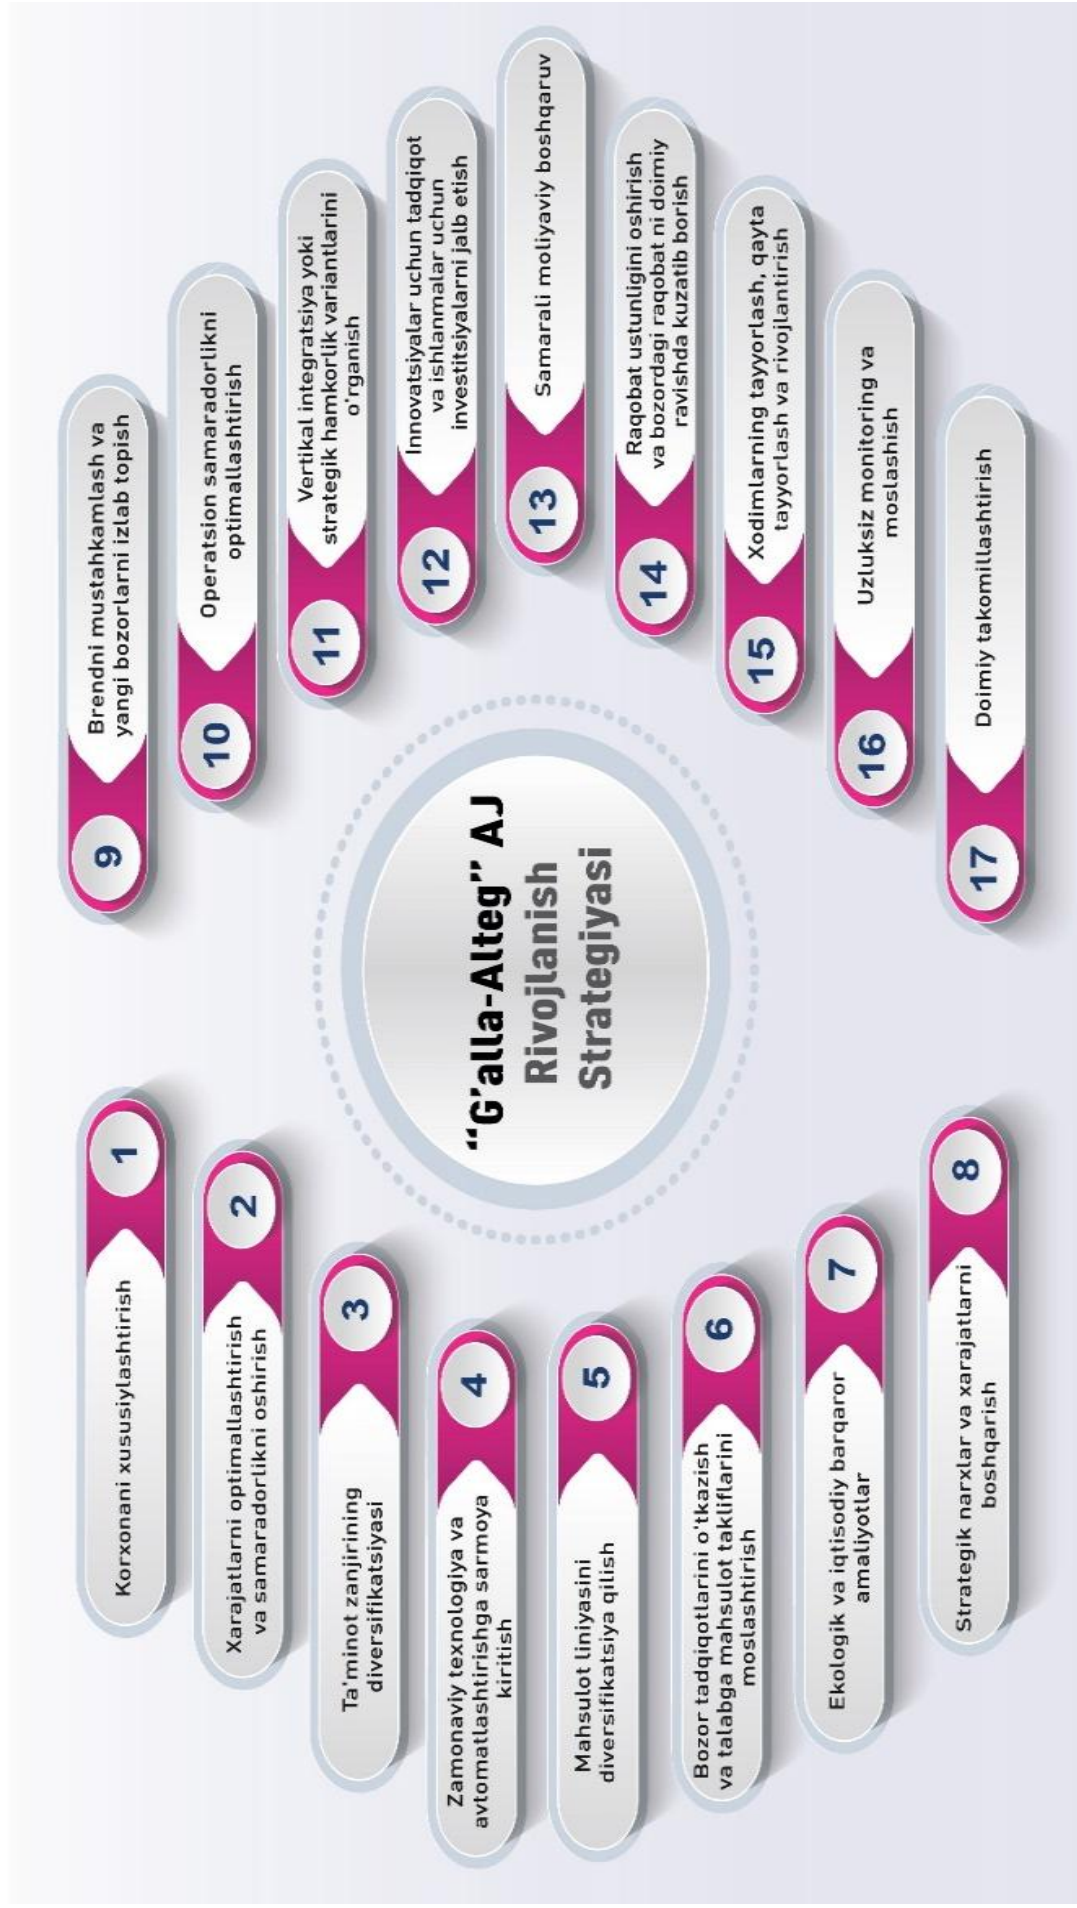 "G'alla-Alteg" AJ
Rivojlanish
Strategiyasi
1
Korxonani xususiylashtirish
2
Xarajatlarni optimallashtirish
va samaradorlikni oshirish
3
Ta'minot zanjirining
diversifikatsiyasi
4
Zamonaviy texnologiya va
avtomatlashtirishga sarmoya
kiritish
5
Mahsulot liniyasini
diversifikatsiya qilish
6
Bozor tadqiqotlarini o'tkazish
va talabga mahsulot takliflarini
moslashtirish
7
Ekologik va iqtisodiy barqaror
amaliyotlar
8
Strategik narxlar va xarajatlarni
boshqarish
9
Brendni mustahkamlash va
yangi bozorlarni izlab topish
10
Operatsion samaradorlikni
optimallashtirish
11
Vertikal integratsiya yoki
strategik hamkorlik variantlarini
o'rganish
12
Innovatsiyalar uchun tadqiqot
va ishlanmalar uchun
investitsiyalarni jalb etish
13
Samarali moliyaviy boshqaruv
14
Raqobat ustunligini oshirish
va bozordagi raqobat ni doimiy
ravishda kuzatib borish
15
Xodimlarning tayyorlash, qayta
tayyorlash va rivojlantirish
16
Uzluksiz monitoring va
moslashish
17
Doimiy takomillashtirish